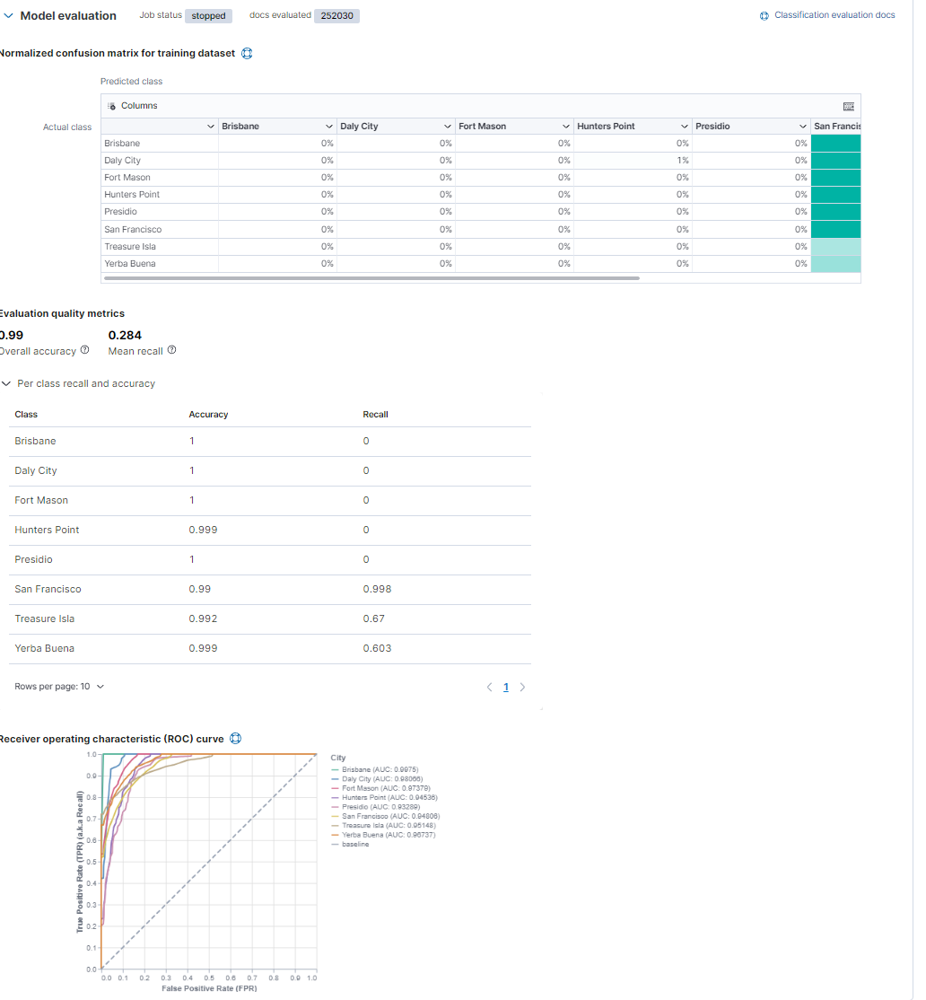 Model evaluation Job status stopped docs evaluated 252030 Classification evaluation docs
Normalized confusion matrix for training dataset
Predicted class
Columns
Actual class Brisbane Daly City Fort Mason Hunters Point Presidio San Francis
Brisbane 0% 0% 0% 0% 0%
Daly City 0% 0% 0% 1% 0%
Fort Mason 0% 0% 0% 0% 0%
Hunters Point 0% 0% 0% 0% 0%
Presidio 0% 0% 0% 0% 0%
San Francisco 0% 0% 0% 0% 0%
Treasure Isla 0% 0% 0% 0% 0%
Yerba Buena 0% 0% 0% 0% 0%
Evaluation quality metrics
0.99 0.284
Overall accuracy Mean recall
Per class recall and accuracy
Class Accuracy Recall
Brisbane 1 0
Daly City 1 0
Fort Mason 1 0
Hunters Point 0.999 0
Presidio 1 0
San Francisco 0.99 0.998
Treasure Isla 0.992 0.67
Yerba Buena 0.999 0.603
Rows per page: 10 1
Receiver operating characteristic (ROC) curve
True Positive Rate (TPR) (a.k.a Recall)
1.0
0.9
0.8
0.7
0.6
0.5
0.4
0.3
0.2
0.1
0.0
0.0 0.1 0.2 0.3 0.4 0.5 0.6 0.7 0.8 0.9 1.0
False Positive Rate (FPR)
City
Brisbane (AUC: 0.9975)
Daly City (AUC: 0.98066)
Fort Mason (AUC: 0.97379)
Hunters Point (AUC: 0.94536)
Presidio (AUC: 0.93289)
San Francisco (AUC: 0.94806)
Treasure Isla (AUC: 0.95148)
Yerba Buena (AUC: 0.96737)
baseline